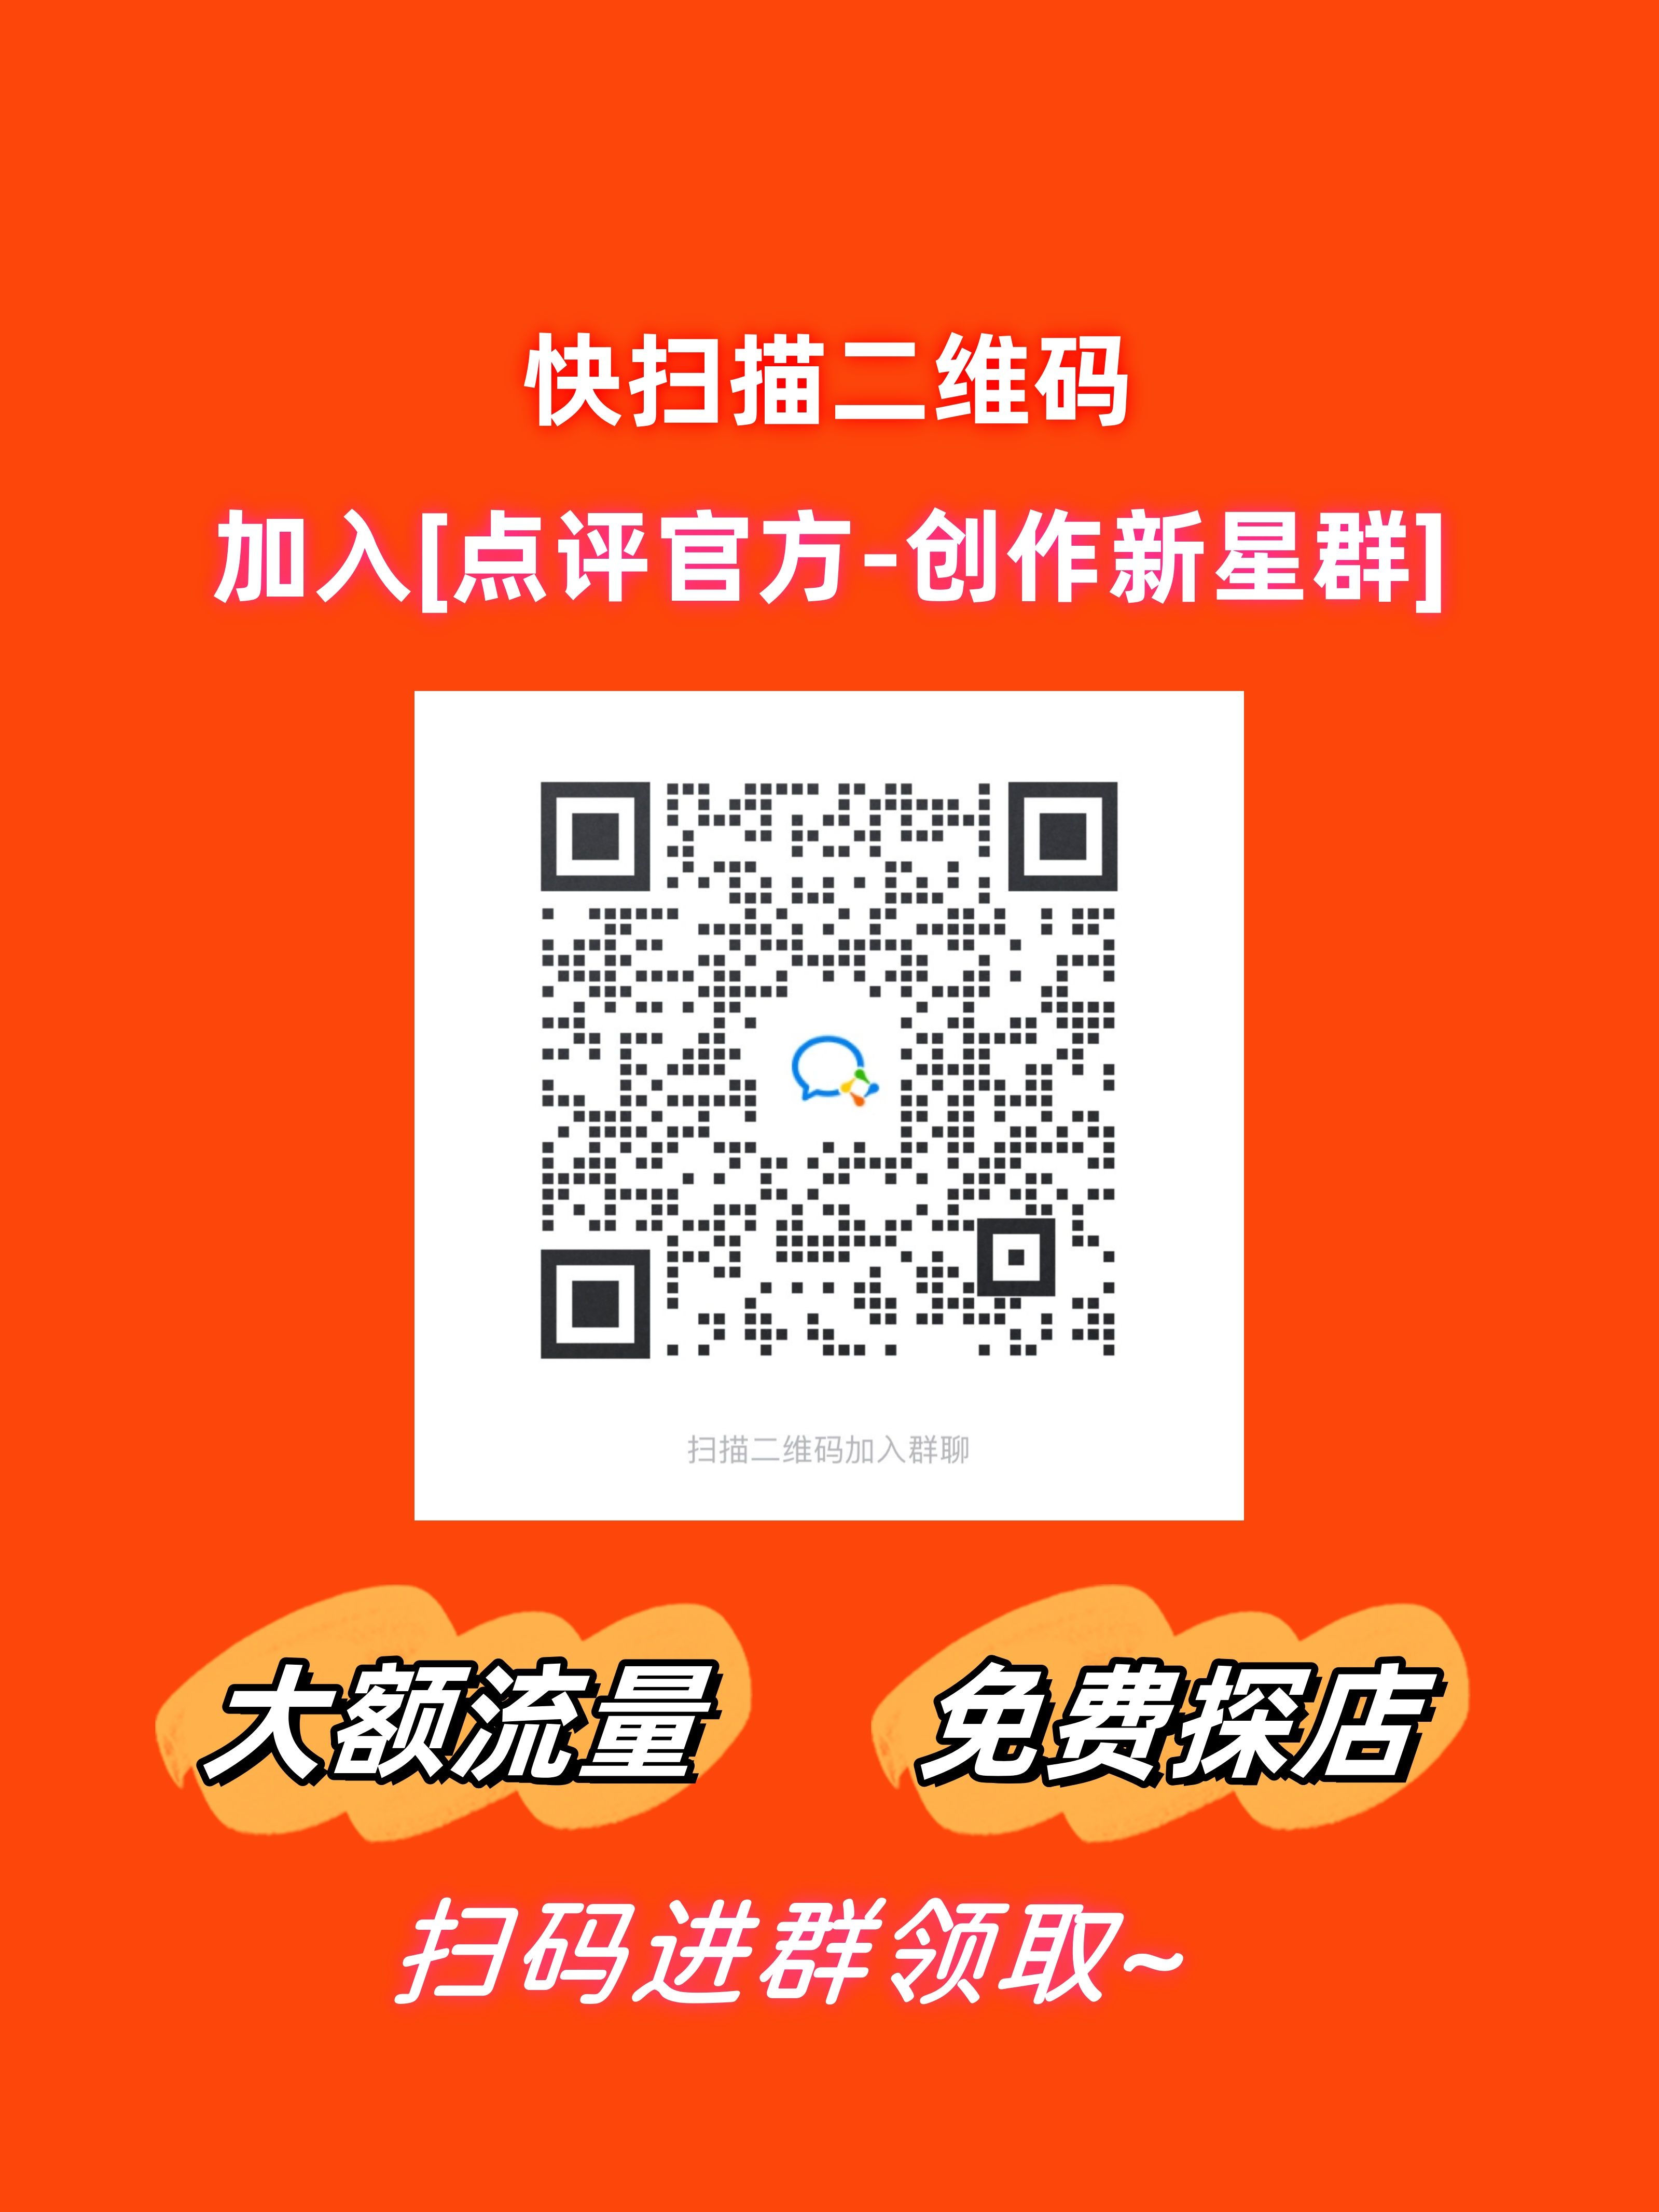 快扫描二维码
加入[点评官方-创作新星群]
扫描二维码加入群聊
大额流量 免费探店
扫码进群领取~